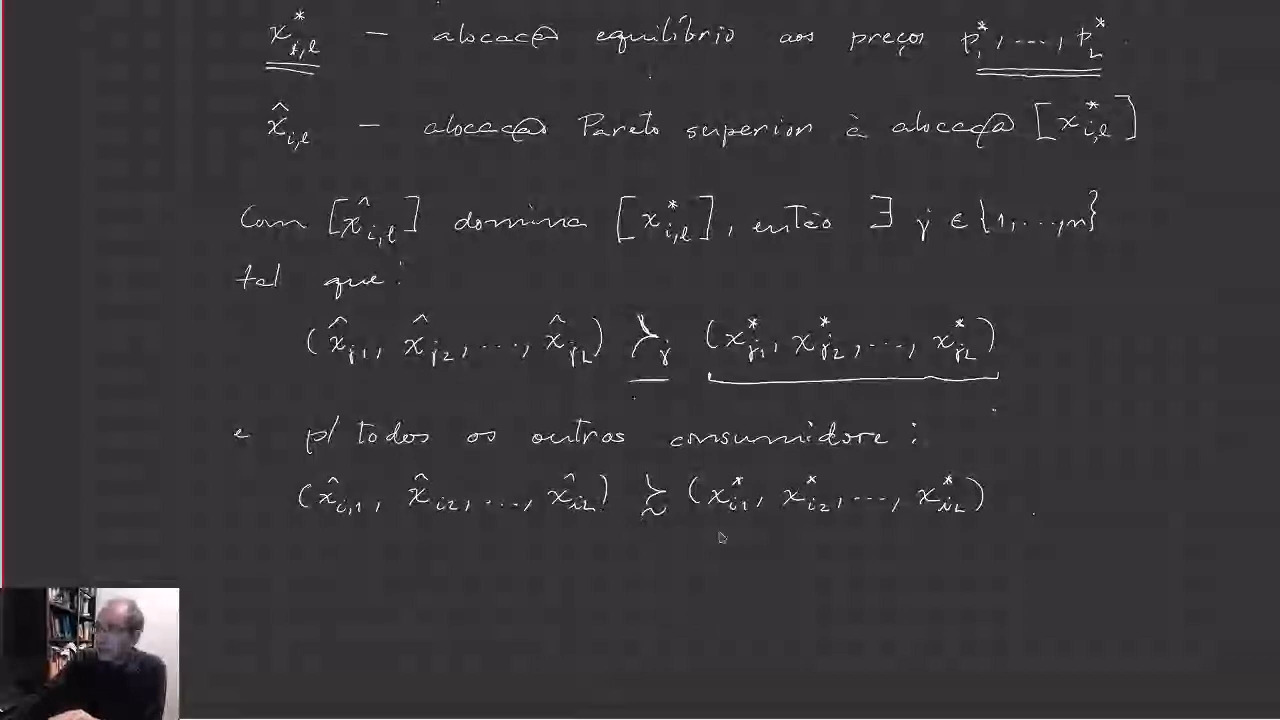 x*_{i,l} — alocação equilíbrio aos preços p*_1, ..., p*_L.
x̂_{i,l} — alocação Pareto superior à alocação [x*_{i,l}]
Com [x̂_{i,l}] domina [x*_{i,l}], então ∃ j ∈ {1, ..., n}
tal que:
(x̂_{j1}, x̂_{j2}, ..., x̂_{jL}) ≻_j (x*_{j1}, x*_{j2}, ..., x*_{jL})
e p/ todos os outros consumidore:
(x̂_{i,1}, x̂_{i2}, ..., x̂_{iL}) ≿ (x*_{i1}, x*_{i2}, ..., x*_{iL})